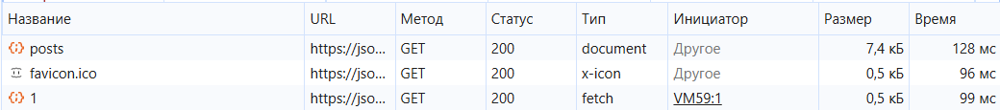 Название URL Метод Статус Тип Инициатор Размер Время
posts https://jso... GET 200 document Другое 7,4 кБ 128 мс
favicon.ico https://jso... GET 200 x-icon Другое 0,5 кБ 96 мс
1 https://jso... GET 200 fetch VM59:1 0,5 кБ 99 мс